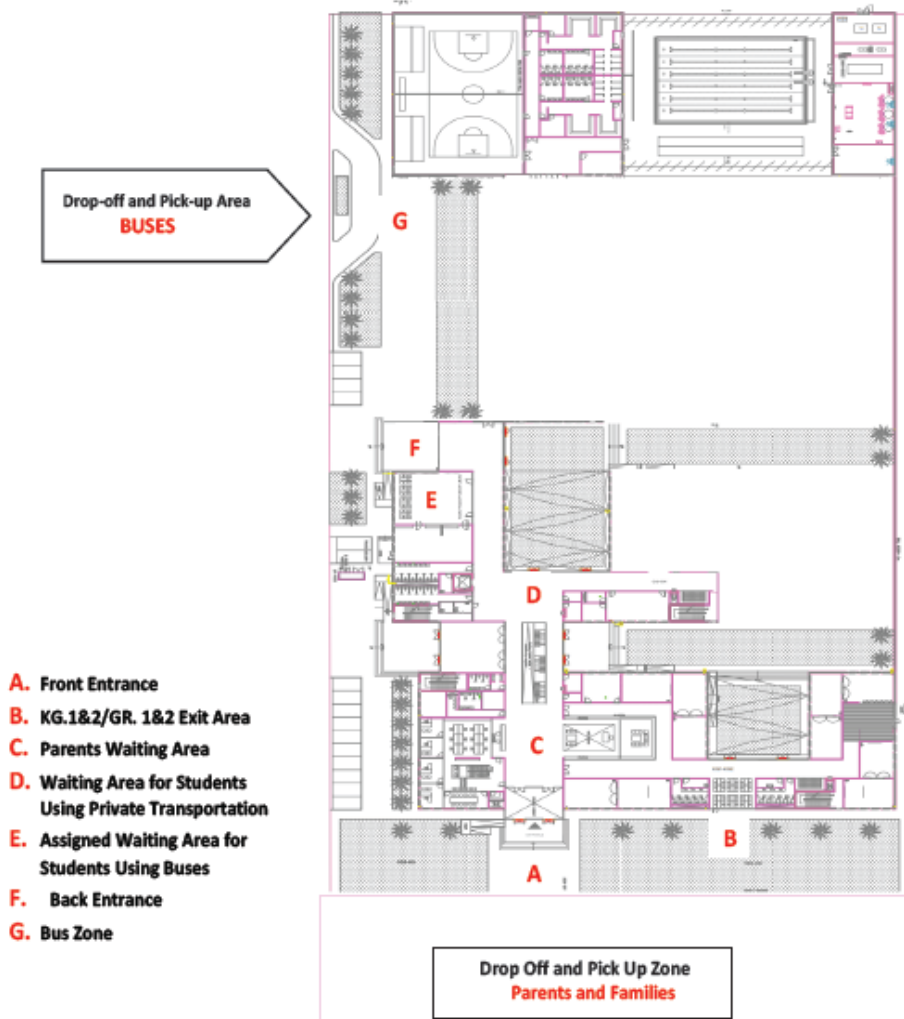 Drop-off and Pick-up Area
BUSES
G
F
E
D
C
B
A
A. Front Entrance
B. KG.1&2/GR. 1&2 Exit Area
C. Parents Waiting Area
D. Waiting Area for Students
Using Private Transportation
E. Assigned Waiting Area for
Students Using Buses
F. Back Entrance
G. Bus Zone
Drop Off and Pick Up Zone
Parents and Families